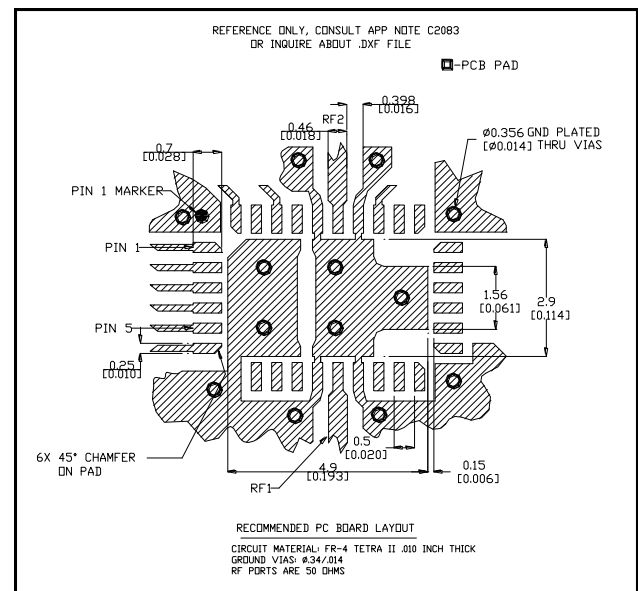 REFERENCE ONLY, CONSULT APP NOTE C2083
OR INQUIRE ABOUT .DXF FILE
-PCB PAD
0.398
[0.016]
RF2
0.46
[0.018]
Ø0.356 GND PLATED
[Ø0.014] THRU VIAS
0.7
[0.028]
PIN 1 MARKER
PIN 1
1.56
[0.061]
2.9
[0.114]
PIN 5
0.25
[0.010]
6X 45° CHAMFER
ON PAD
0.5
[0.020]
4.9
[0.193]
0.15
[0.006]
RF1
RECOMMENDED PC BOARD LAYOUT
CIRCUIT MATERIAL: FR-4 TETRA II .010 INCH THICK
GROUND VIAS: ø.34/.014
RF PORTS ARE 50 OHMS